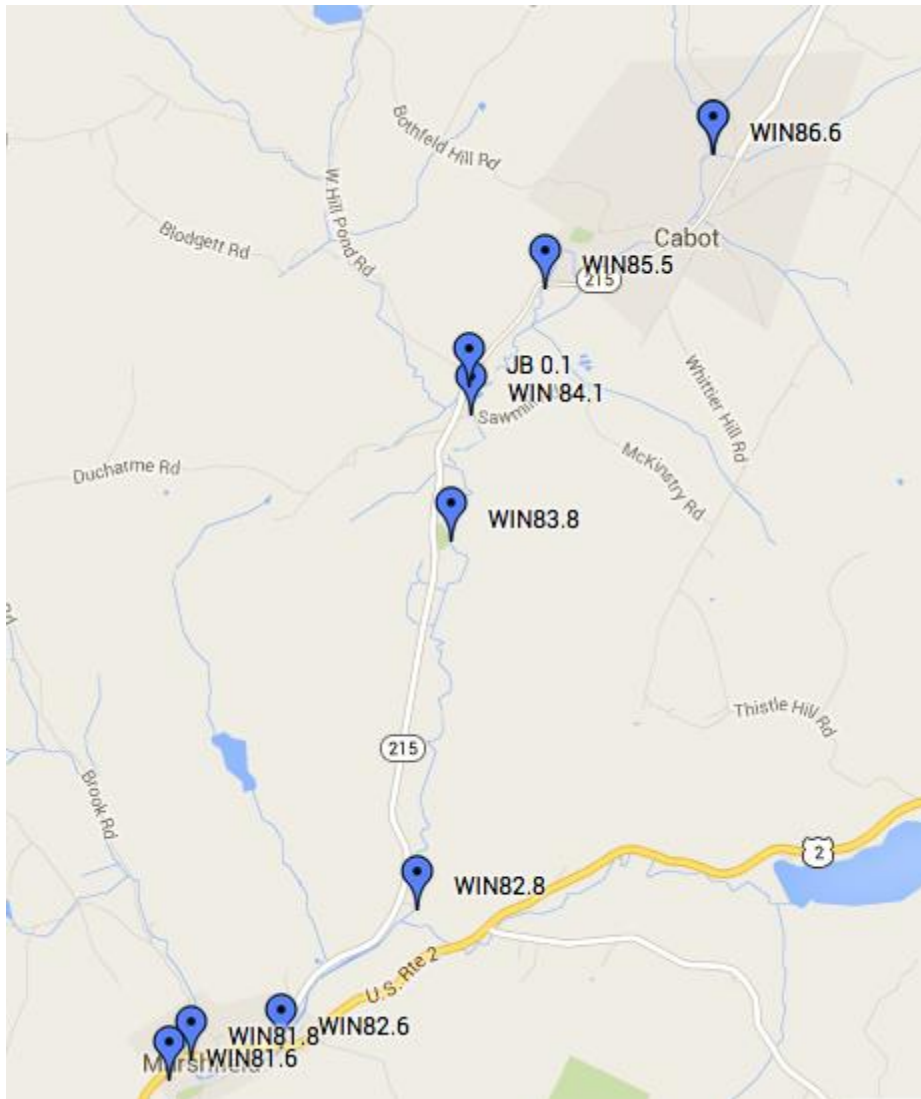 WIN86.6
Bothfeld Hill Rd
W Hill Pond Rd
Blodgett Rd
Cabot
WIN85.5
215
JB 0.1
WIN 84.1
Whittier Hill Rd
Ducharme Rd
McKinstry Rd
WIN83.8
Rd
Thistle Hill Rd
215
Brook Rd
2
WIN82.8
U.S. Rte 2
WIN82.6
WIN81.8
WIN81.6